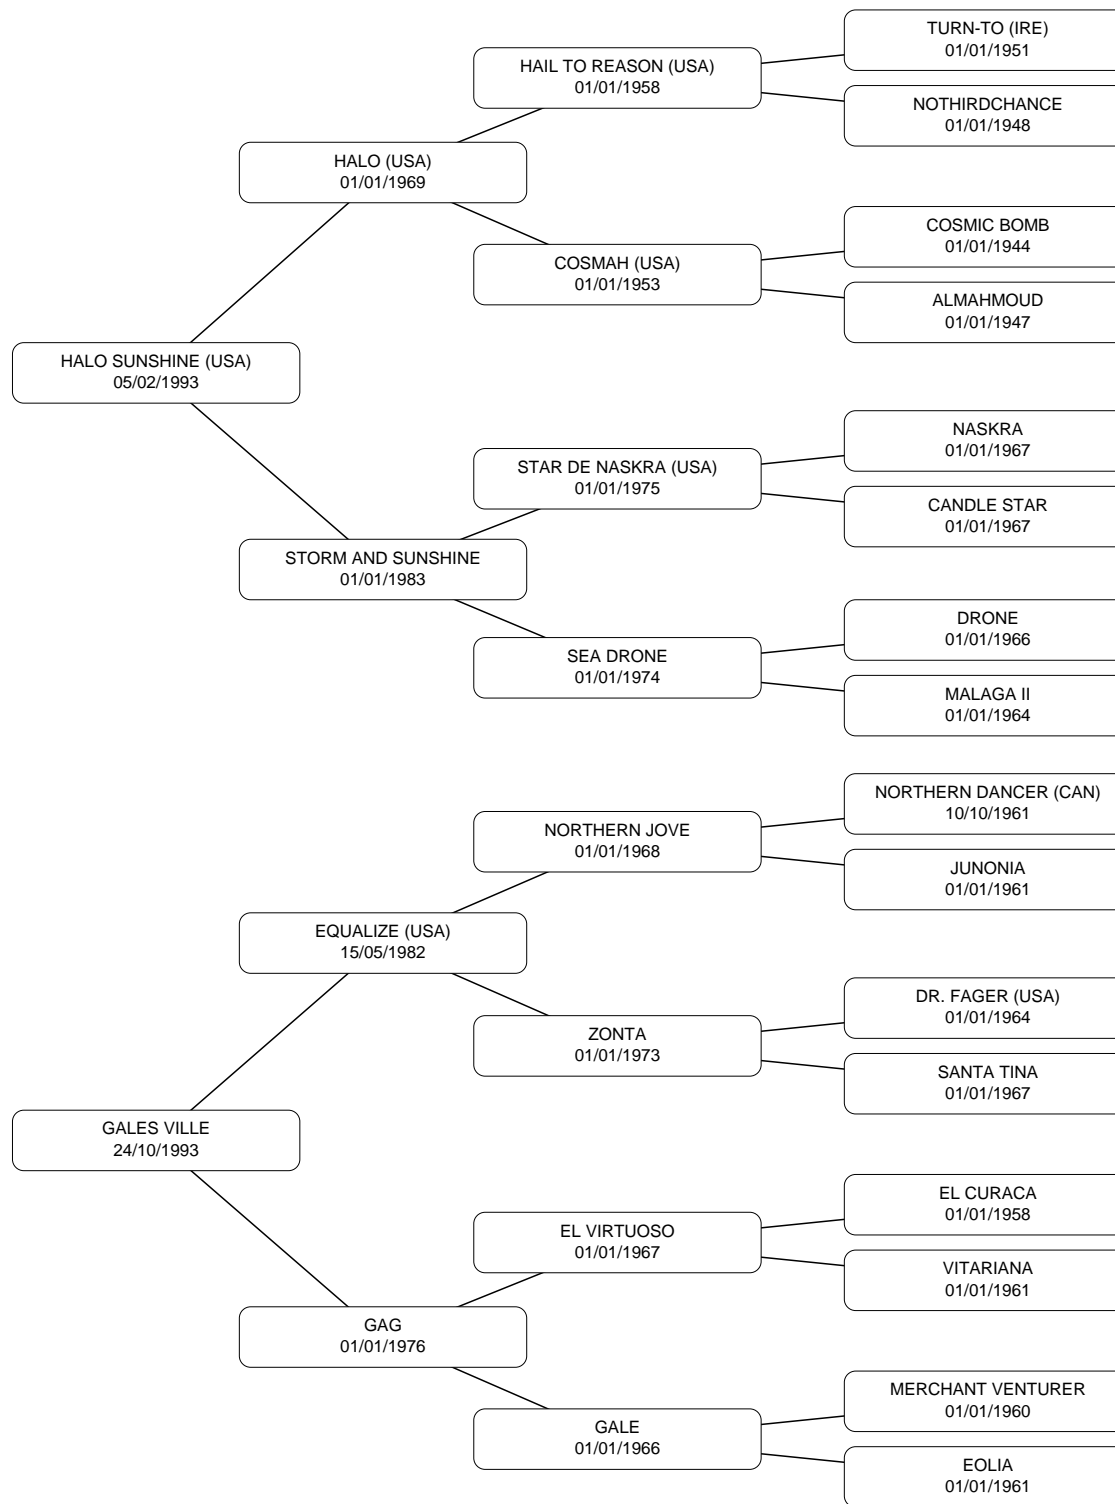 TURN-TO (IRE)
01/01/1951
HAIL TO REASON (USA)
01/01/1958
NOTHIRDCHANCE
01/01/1948
HALO (USA)
01/01/1969
COSMIC BOMB
01/01/1944
COSMAH (USA)
01/01/1953
ALMAHMOUD
01/01/1947
HALO SUNSHINE (USA)
05/02/1993
NASKRA
01/01/1967
STAR DE NASKRA (USA)
01/01/1975
CANDLE STAR
01/01/1967
STORM AND SUNSHINE
01/01/1983
DRONE
01/01/1966
SEA DRONE
01/01/1974
MALAGA II
01/01/1964
NORTHERN DANCER (CAN)
10/10/1961
NORTHERN JOVE
01/01/1968
JUNONIA
01/01/1961
EQUALIZE (USA)
15/05/1982
DR. FAGER (USA)
01/01/1964
ZONTA
01/01/1973
SANTA TINA
01/01/1967
GALES VILLE
24/10/1993
EL CURACA
01/01/1958
EL VIRTUOSO
01/01/1967
VITARIANA
01/01/1961
GAG
01/01/1976
MERCHANT VENTURER
01/01/1960
GALE
01/01/1966
EOLIA
01/01/1961